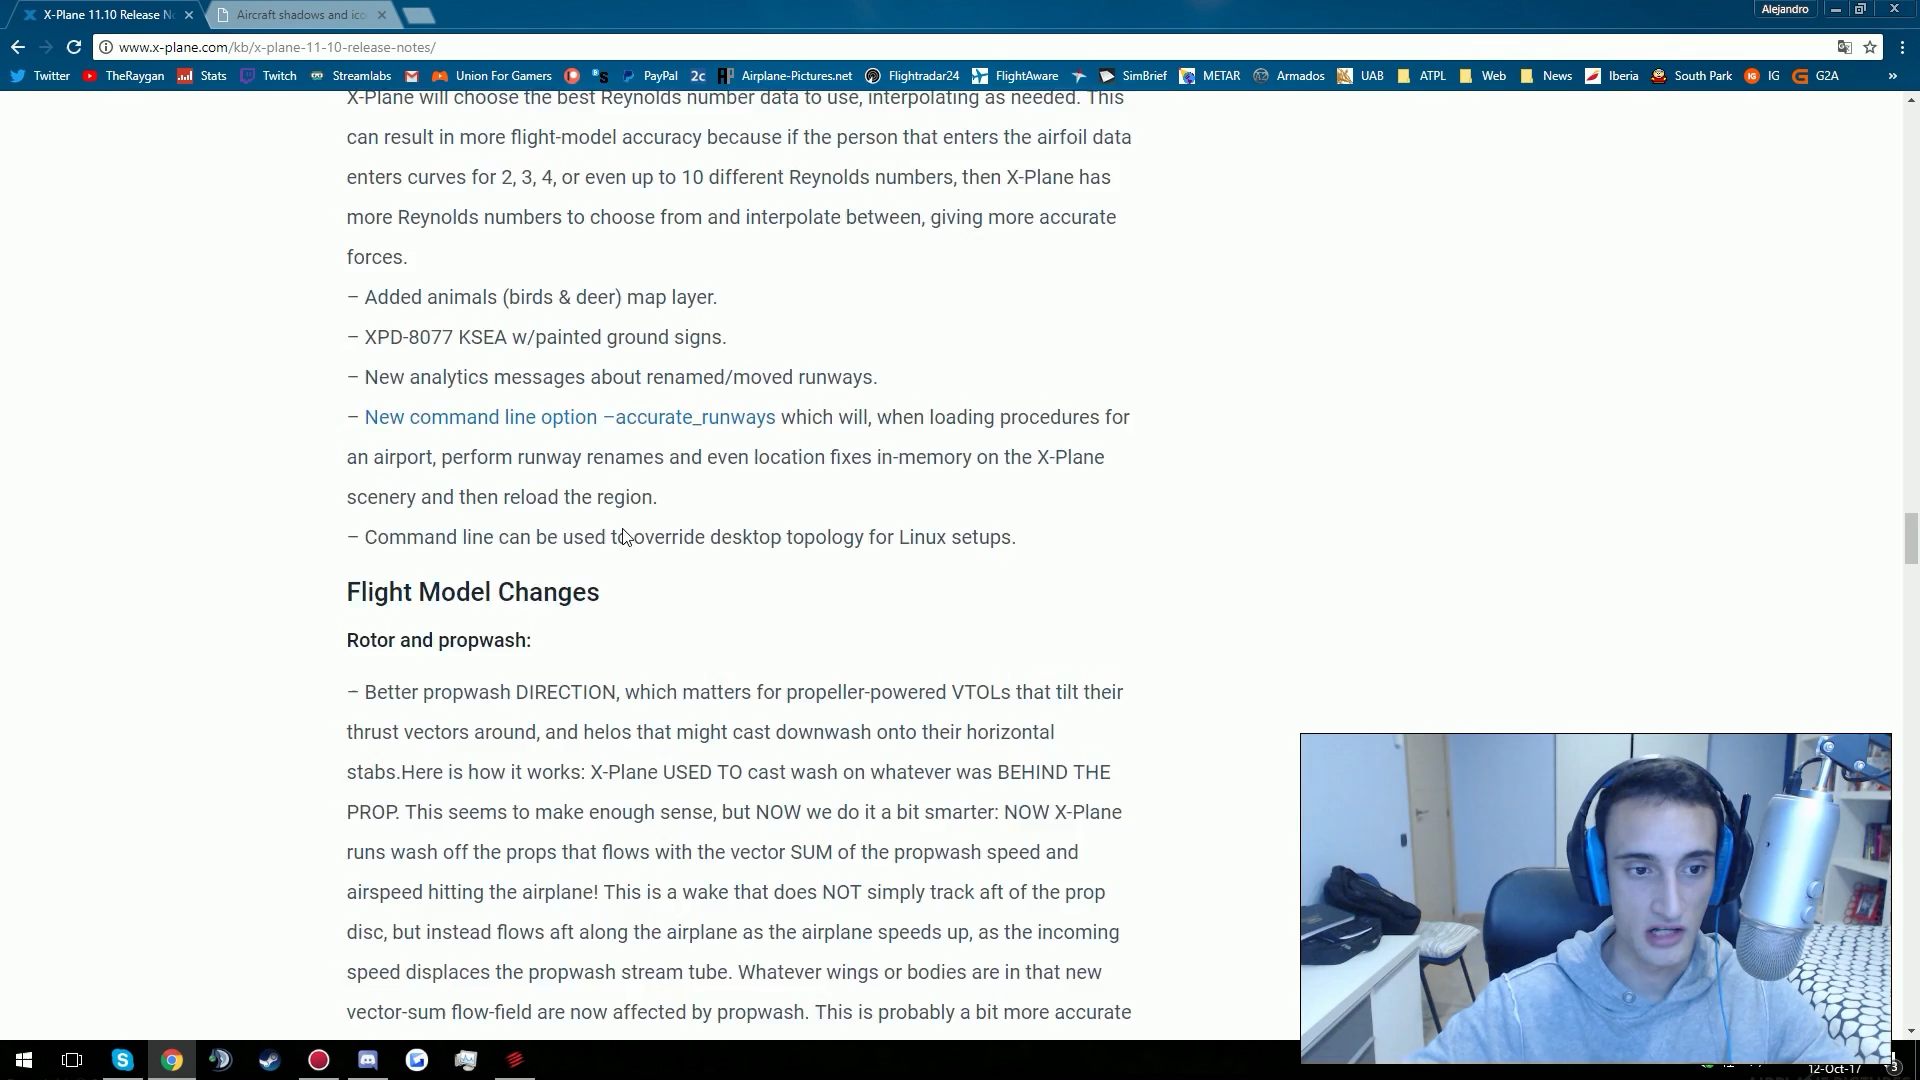 X-Plane 11.10 Release N
Aircraft shadows and ico
Alejandro
www.x-plane.com/kb/x-plane-11-10-release-notes/
Twitter TheRaygan Stats Twitch Streamlabs Union For Gamers PayPal 2c Airplane-Pictures.net Flightradar24 FlightAware SimBrief METAR Armados UAB ATPL Web News Iberia South Park IG G2A »
X-Plane will choose the best Reynolds number data to use, interpolating as needed. This
can result in more flight-model accuracy because if the person that enters the airfoil data
enters curves for 2, 3, 4, or even up to 10 different Reynolds numbers, then X-Plane has
more Reynolds numbers to choose from and interpolate between, giving more accurate
forces.
– Added animals (birds & deer) map layer.
– XPD-8077 KSEA w/painted ground signs.
– New analytics messages about renamed/moved runways.
– New command line option –accurate_runways which will, when loading procedures for
an airport, perform runway renames and even location fixes in-memory on the X-Plane
scenery and then reload the region.
– Command line can be used to override desktop topology for Linux setups.
Flight Model Changes
Rotor and propwash:
– Better propwash DIRECTION, which matters for propeller-powered VTOLs that tilt their
thrust vectors around, and helos that might cast downwash onto their horizontal
stabs.Here is how it works: X-Plane USED TO cast wash on whatever was BEHIND THE
PROP. This seems to make enough sense, but NOW we do it a bit smarter: NOW X-Plane
runs wash off the props that flows with the vector SUM of the propwash speed and
airspeed hitting the airplane! This is a wake that does NOT simply track aft of the prop
disc, but instead flows aft along the airplane as the airplane speeds up, as the incoming
speed displaces the propwash stream tube. Whatever wings or bodies are in that new
vector-sum flow-field are now affected by propwash. This is probably a bit more accurate
12-Oct-17
3